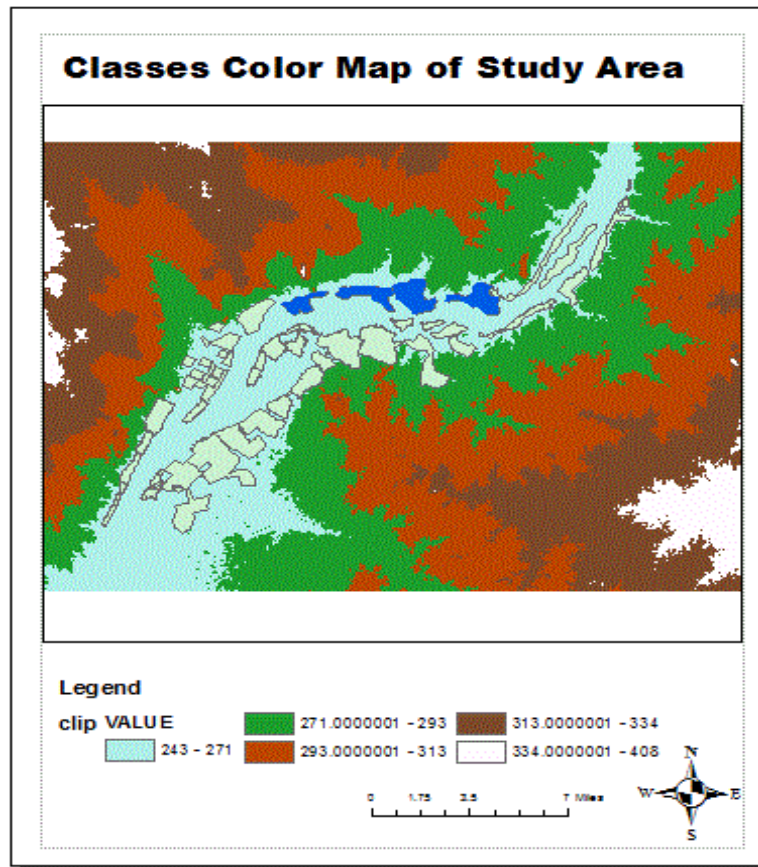 Classes Color Map of Study Area
Legend
clip VALUE
243 - 271
271.0000001 - 293
293.0000001 - 313
313.0000001 - 334
334.0000001 - 408
0 1.75 3.5 7 Miles
N
W E
S